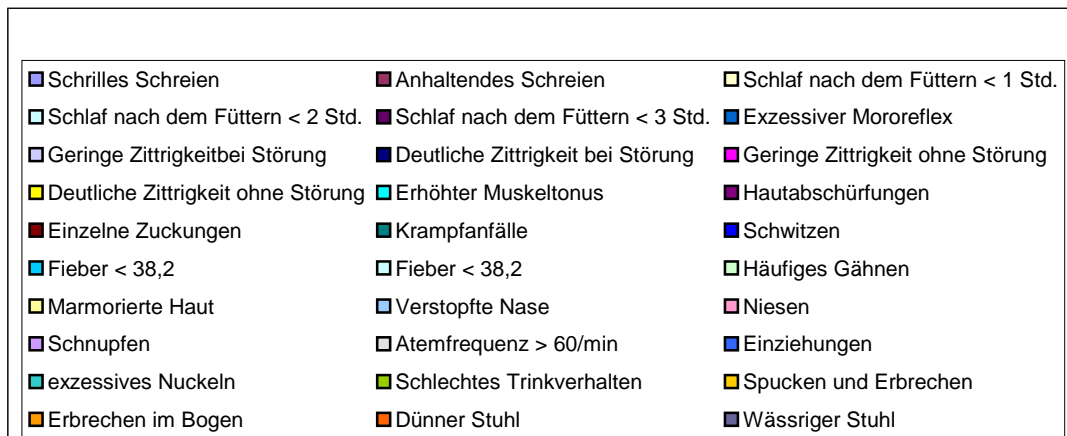 Schrilles Schreien Anhaltendes Schreien Schlaf nach dem Füttern < 1 Std.
Schlaf nach dem Füttern < 2 Std. Schlaf nach dem Füttern < 3 Std. Exzessiver Mororeflex
Geringe Zittrigkeitbei Störung Deutliche Zittrigkeit bei Störung Geringe Zittrigkeit ohne Störung
Deutliche Zittrigkeit ohne Störung Erhöhter Muskeltonus Hautabschürfungen
Einzelne Zuckungen Krampfanfälle Schwitzen
Fieber < 38,2 Fieber < 38,2 Häufiges Gähnen
Marmorierte Haut Verstopfte Nase Niesen
Schnupfen Atemfrequenz > 60/min Einziehungen
exzessives Nuckeln Schlechtes Trinkverhalten Spucken und Erbrechen
Erbrechen im Bogen Dünner Stuhl Wässriger Stuhl